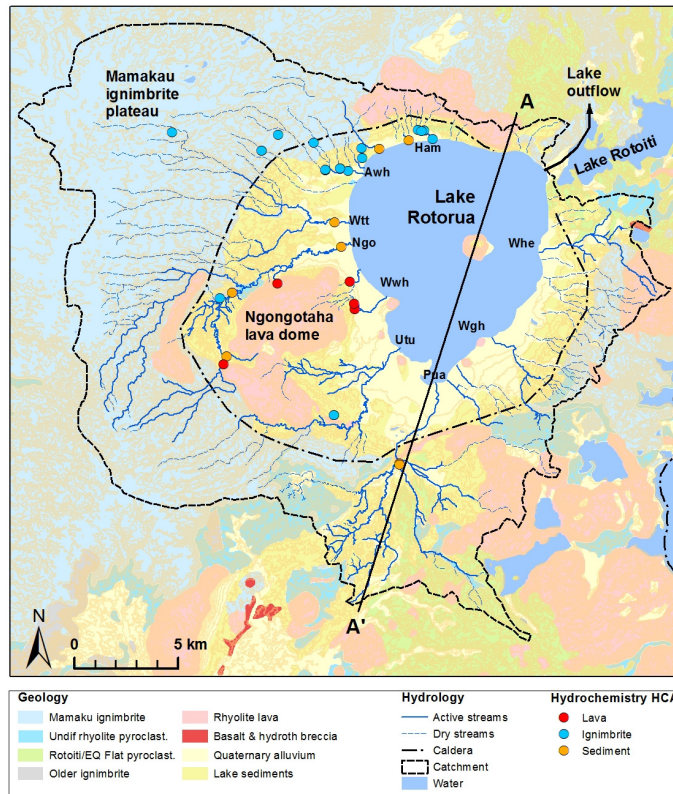 Mamakau
ignimbrite
plateau
A
Lake
outflow
Lake Rotoiti
Ham
Awh
Lake
Rotorua
Wtt
Ngo
Whe
Wwh
Ngongotaha
lava dome
Wgh
Utu
Pua
A'
N
0 5 km
Geology
Mamaku ignimbrite
Undif rhyolite pyroclast.
Rotoiti/EQ Flat pyroclast.
Older ignimbrite
Rhyolite lava
Basalt & hydroth breccia
Quaternary alluvium
Lake sediments
Hydrology
Active streams
Dry streams
Caldera
Catchment
Water
Hydrochemistry HCA
Lava
Ignimbrite
Sediment